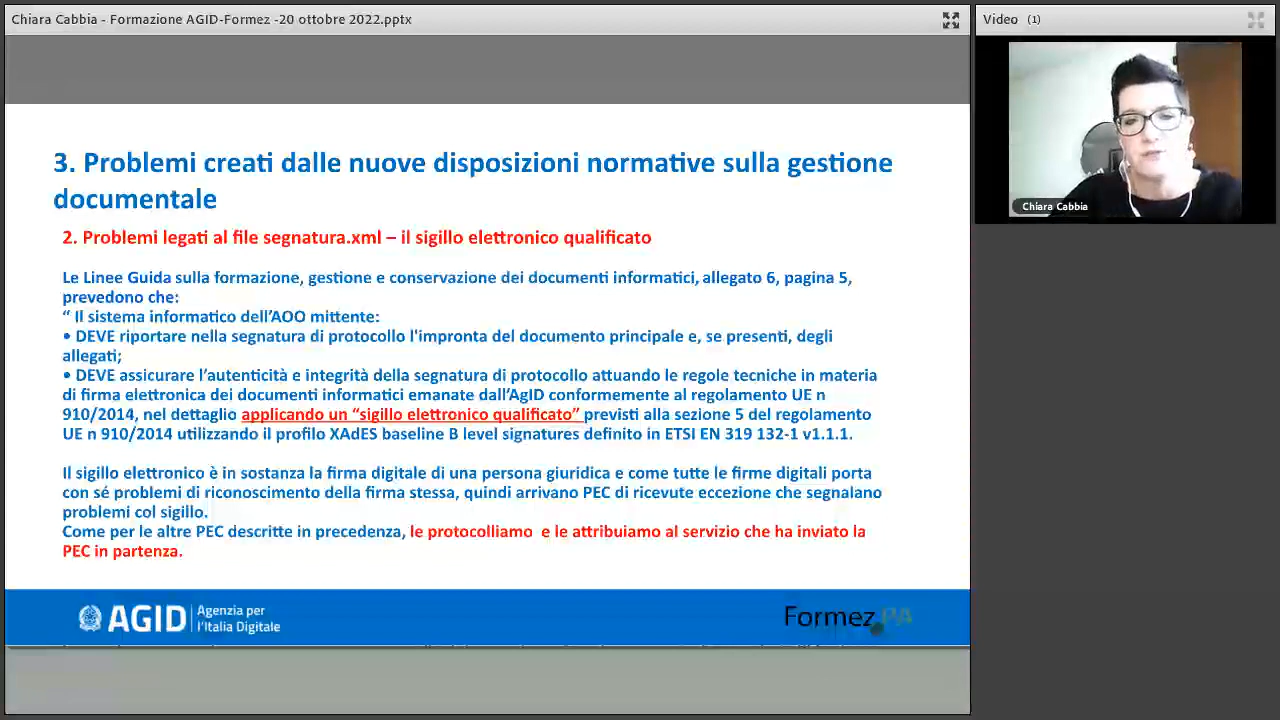 Chiara Cabbia - Formazione AGID-Formez -20 ottobre 2022.pptx
Video (1)
Chiara Cabbia
3. Problemi creati dalle nuove disposizioni normative sulla gestione
documentale
2. Problemi legati al file segnatura.xml – il sigillo elettronico qualificato
Le Linee Guida sulla formazione, gestione e conservazione dei documenti informatici, allegato 6, pagina 5,
prevedono che:
“ Il sistema informatico dell’AOO mittente:
• DEVE riportare nella segnatura di protocollo l'impronta del documento principale e, se presenti, degli
allegati;
• DEVE assicurare l’autenticità e integrità della segnatura di protocollo attuando le regole tecniche in materia
di firma elettronica dei documenti informatici emanate dall’AgID conformemente al regolamento UE n
910/2014, nel dettaglio applicando un “sigillo elettronico qualificato” previsti alla sezione 5 del regolamento
UE n 910/2014 utilizzando il profilo XAdES baseline B level signatures definito in ETSI EN 319 132-1 v1.1.1.
Il sigillo elettronico è in sostanza la firma digitale di una persona giuridica e come tutte le firme digitali porta
con sé problemi di riconoscimento della firma stessa, quindi arrivano PEC di ricevute eccezione che segnalano
problemi col sigillo.
Come per le altre PEC descritte in precedenza, le protocolliamo e le attribuiamo al servizio che ha inviato la
PEC in partenza.
AGID Agenzia per
l’Italia Digitale
Formez PA